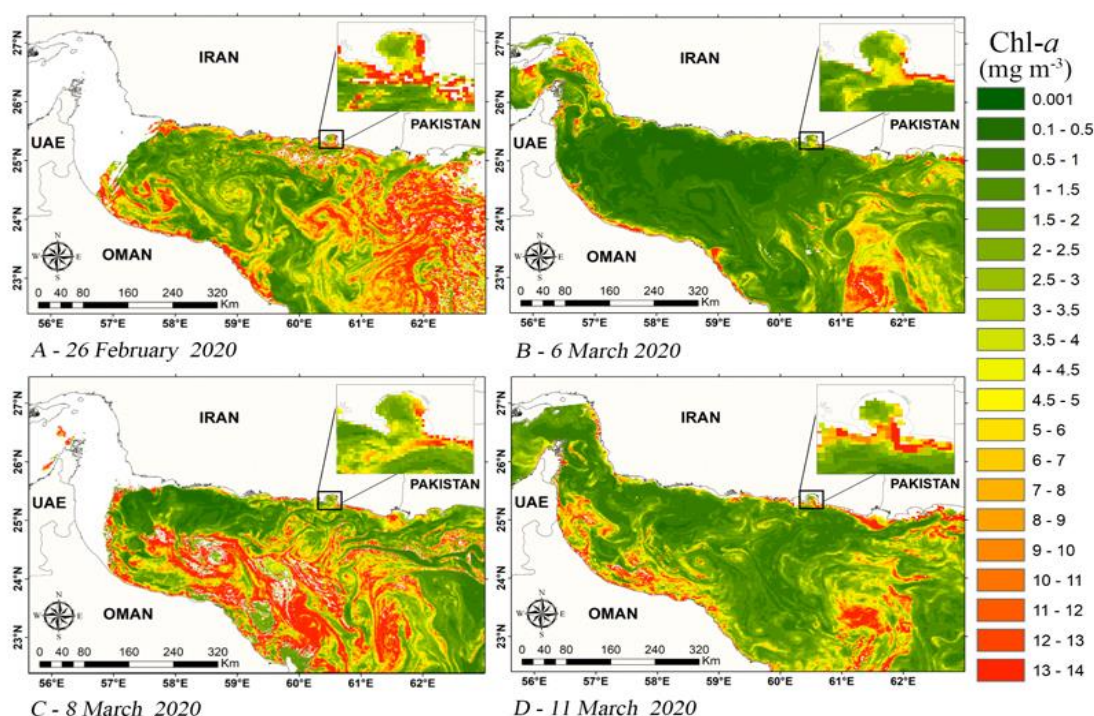 IRAN
UAE
PAKISTAN
OMAN
N
W E
S
0 40 80 160 240 320
Km
27°N
26°N
25°N
24°N
23°N
56°E 57°E 58°E 59°E 60°E 61°E 62°E
A - 26 February 2020
IRAN
UAE
PAKISTAN
OMAN
N
W E
S
0 40 80 160 240 320
Km
27°N
26°N
25°N
24°N
23°N
56°E 57°E 58°E 59°E 60°E 61°E 62°E
B - 6 March 2020
IRAN
UAE
PAKISTAN
OMAN
N
W E
S
0 40 80 160 240 320
Km
27°N
26°N
25°N
24°N
23°N
56°E 57°E 58°E 59°E 60°E 61°E 62°E
C - 8 March 2020
IRAN
UAE
PAKISTAN
OMAN
N
W E
S
0 40 80 160 240 320
Km
27°N
26°N
25°N
24°N
23°N
56°E 57°E 58°E 59°E 60°E 61°E 62°E
D - 11 March 2020
Chl-a
(mg m-3)
0.001
0.1 - 0.5
0.5 - 1
1 - 1.5
1.5 - 2
2 - 2.5
2.5 - 3
3 - 3.5
3.5 - 4
4 - 4.5
4.5 - 5
5 - 6
6 - 7
7 - 8
8 - 9
9 - 10
10 - 11
11 - 12
12 - 13
13 - 14